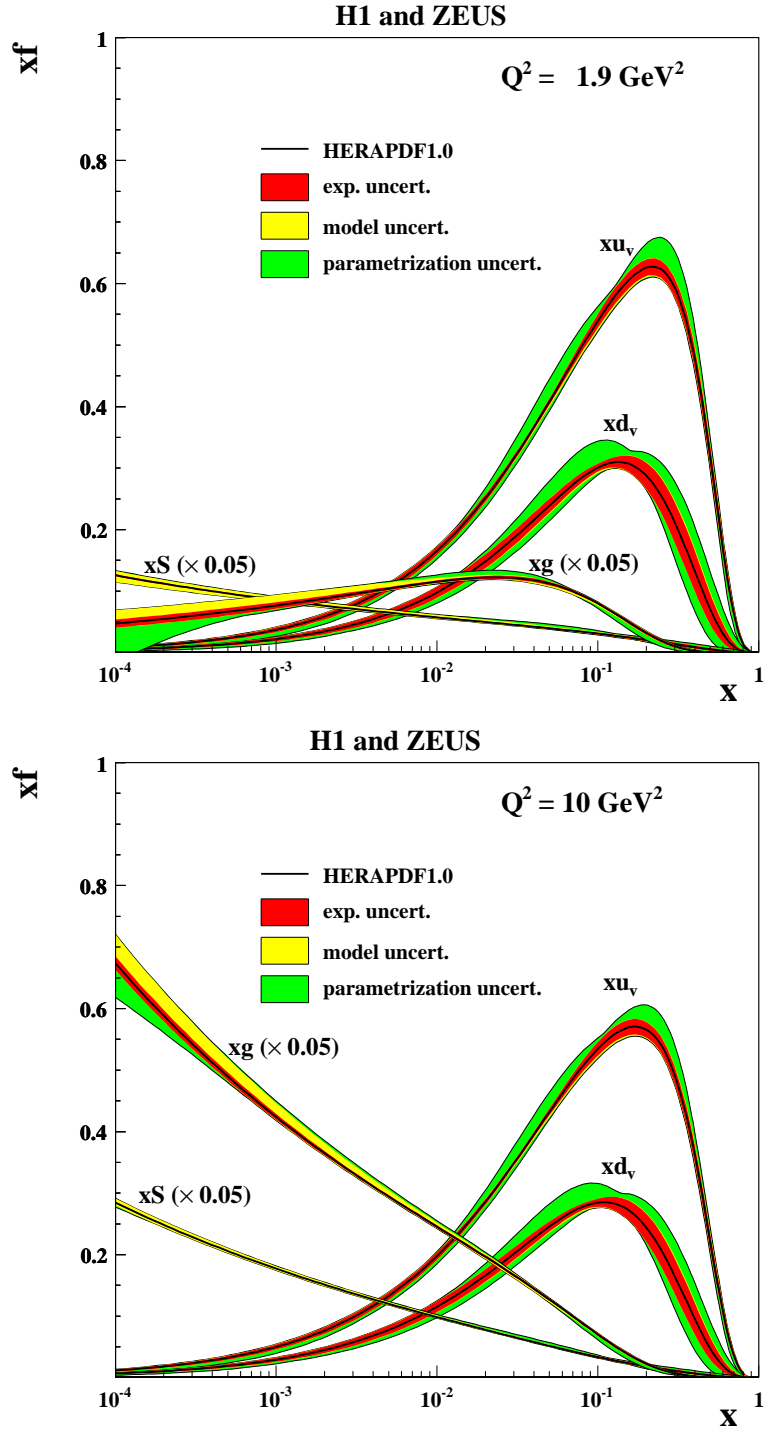 H1 and ZEUS
xf
1
Q² = 1.9 GeV²
0.8
HERAPDF1.0
exp. uncert.
model uncert.
parametrization uncert.
xuᵥ
0.6
0.4
xdᵥ
0.2
xS (× 0.05)
xg (× 0.05)
10⁻⁴ 10⁻³ 10⁻² 10⁻¹ 1
x
H1 and ZEUS
xf
1
Q² = 10 GeV²
0.8
HERAPDF1.0
exp. uncert.
model uncert.
parametrization uncert.
xuᵥ
0.6
xg (× 0.05)
0.4
xdᵥ
xS (× 0.05)
0.2
10⁻⁴ 10⁻³ 10⁻² 10⁻¹ 1
x